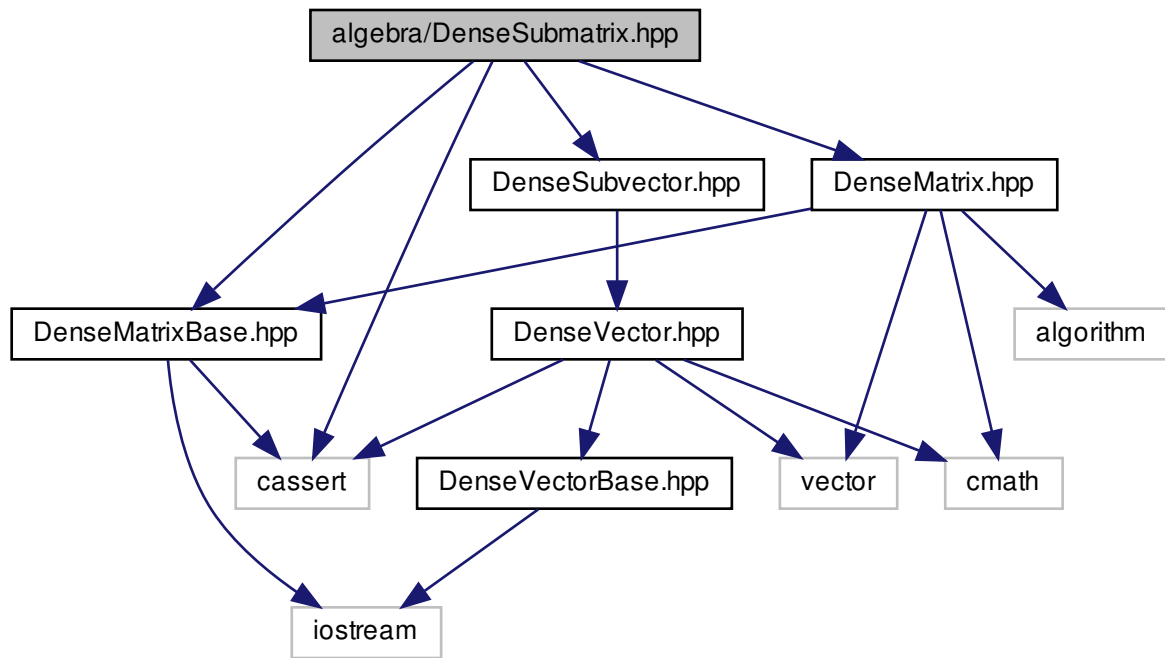 algebra/DenseSubmatrix.hpp
DenseSubvector.hpp
DenseMatrix.hpp
DenseMatrixBase.hpp
DenseVector.hpp
algorithm
cassert
DenseVectorBase.hpp
vector
cmath
iostream